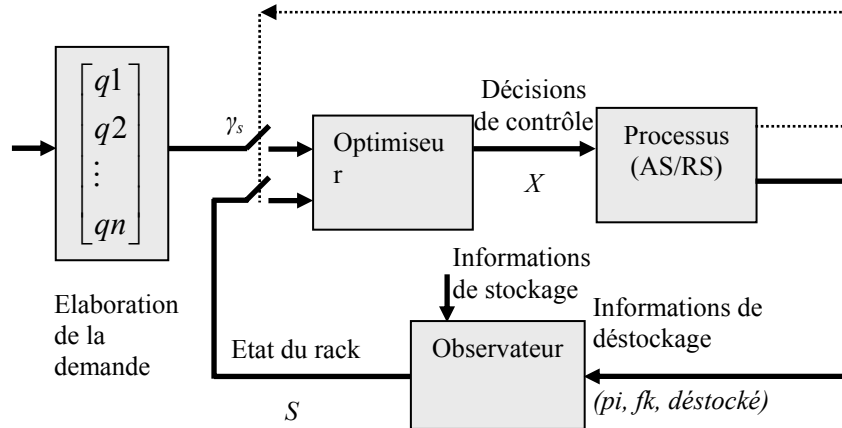 q1
q2
⋮
qn
γs
Optimiseu
r
Décisions
de contrôle
X
Processus
(AS/RS)
Elaboration
de la
demande
Etat du rack
S
Informations
de stockage
Observateur
Informations de
déstockage
(pi, fk, déstocké)